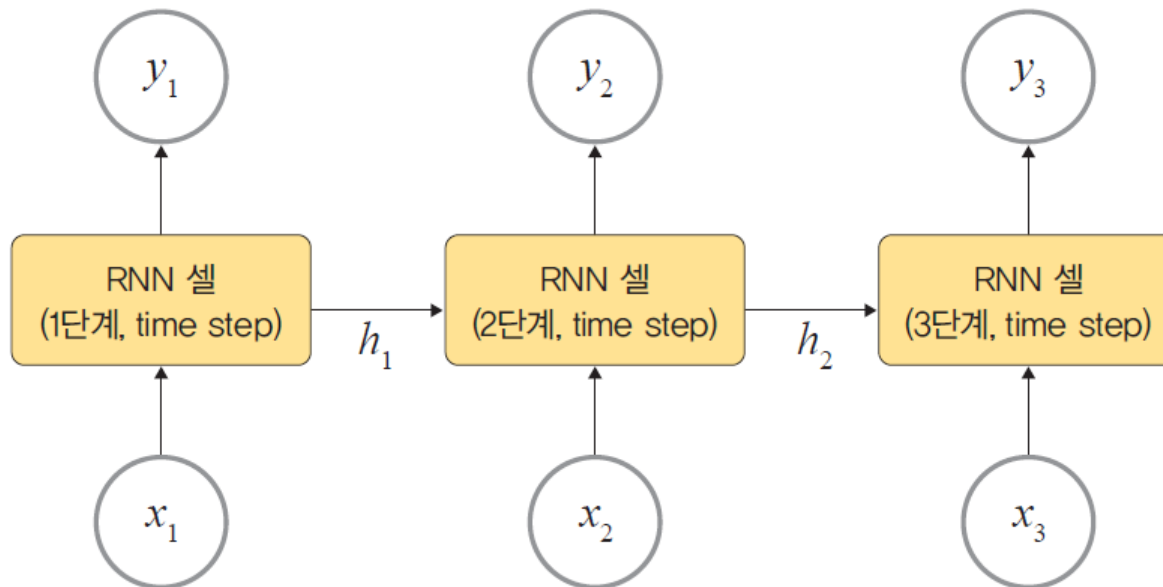 y₁
y₂
y₃
RNN 셀
(1단계, time step)
h₁
RNN 셀
(2단계, time step)
h₂
RNN 셀
(3단계, time step)
x₁
x₂
x₃